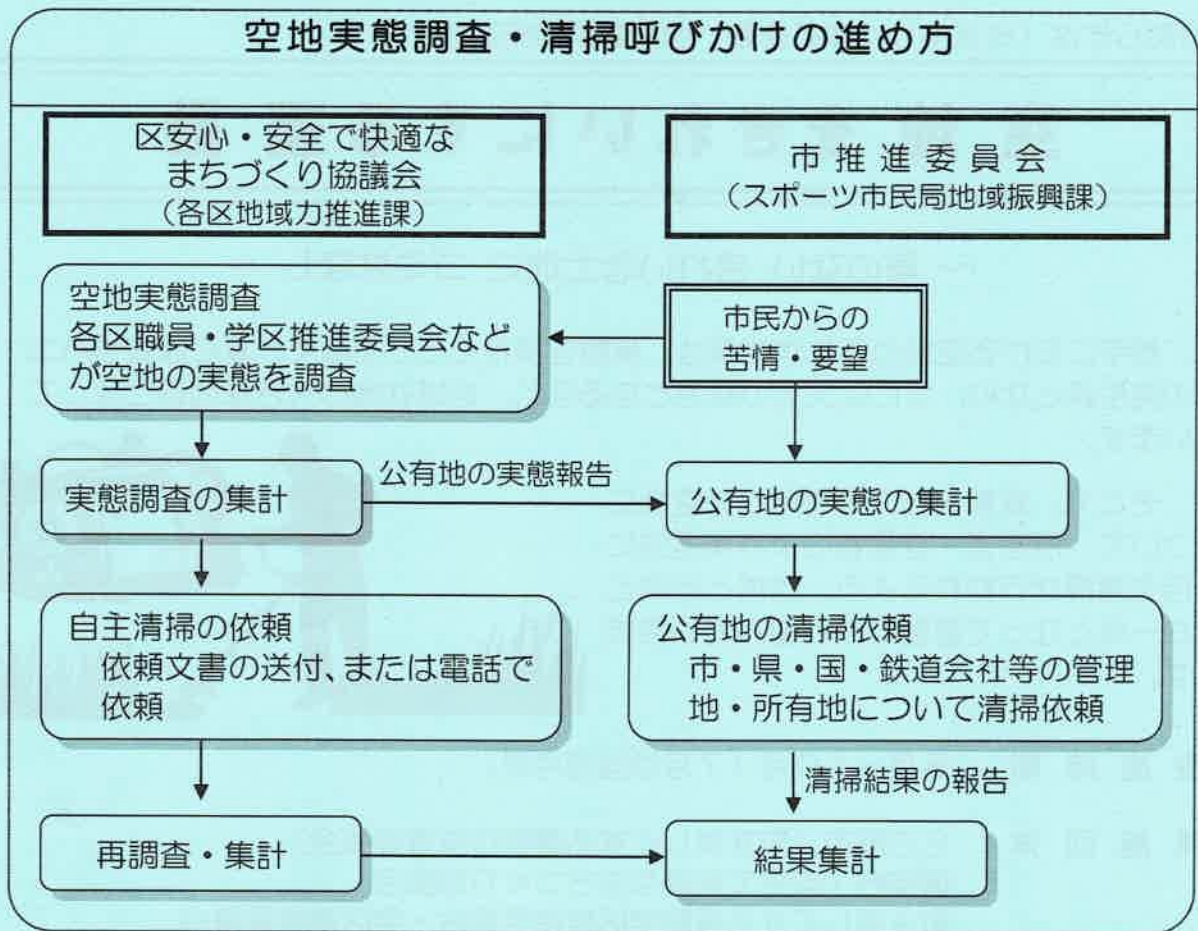 空地実態調査・清掃呼びかけの進め方
区安心・安全で快適な
まちづくり協議会
（各区地域力推進課）
市推進委員会
（スポーツ市民局地域振興課）
空地実態調査
各区職員・学区推進委員会など
が空地の実態を調査
市民からの
苦情・要望
実態調査の集計
公有地の実態報告
公有地の実態の集計
自主清掃の依頼
依頼文書の送付、または電話で
依頼
公有地の清掃依頼
市・県・国・鉄道会社等の管理
地・所有地について清掃依頼
清掃結果の報告
再調査・集計
結果集計